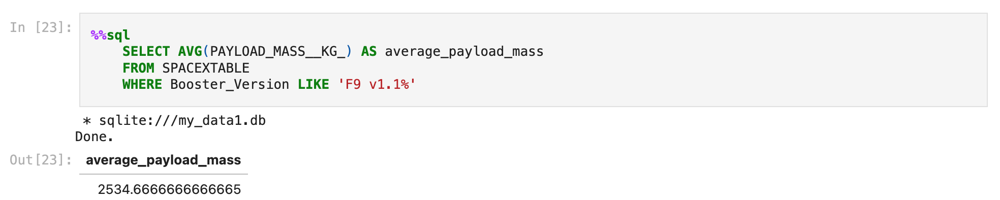 In [23]:
%%sql
SELECT AVG(PAYLOAD_MASS__KG_) AS average_payload_mass
FROM SPACEXTABLE
WHERE Booster_Version LIKE 'F9 v1.1%'
* sqlite:///my_data1.db
Done.
Out[23]:
average_payload_mass
2534.6666666666665